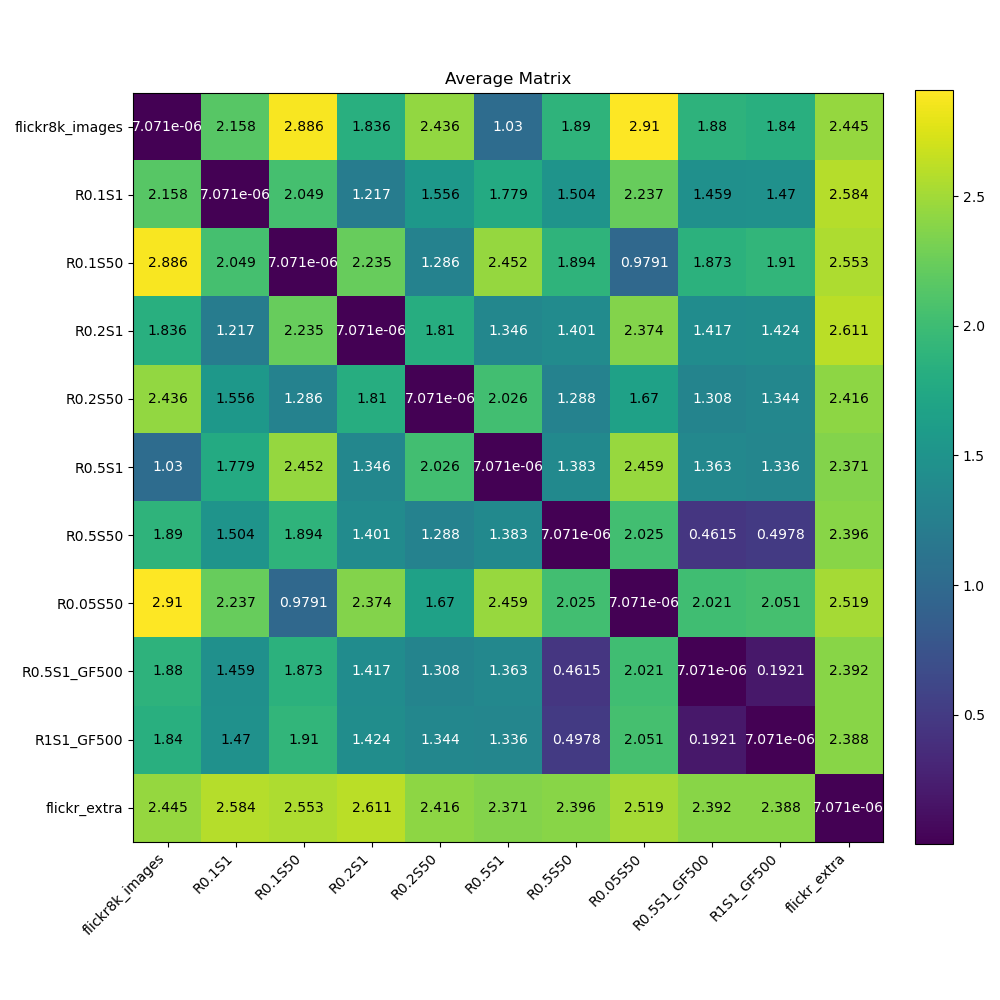 Average Matrix
flickr8k_images 7.071e-06 2.158 2.886 1.836 2.436 1.03 1.89 2.91 1.88 1.84 2.445
R0.1S1 2.158 7.071e-06 2.049 1.217 1.556 1.779 1.504 2.237 1.459 1.47 2.584
R0.1S50 2.886 2.049 7.071e-06 2.235 1.286 2.452 1.894 0.9791 1.873 1.91 2.553
R0.2S1 1.836 1.217 2.235 7.071e-06 1.81 1.346 1.401 2.374 1.417 1.424 2.611
R0.2S50 2.436 1.556 1.286 1.81 7.071e-06 2.026 1.288 1.67 1.308 1.344 2.416
R0.5S1 1.03 1.779 2.452 1.346 2.026 7.071e-06 1.383 2.459 1.363 1.336 2.371
R0.5S50 1.89 1.504 1.894 1.401 1.288 1.383 7.071e-06 2.025 0.4615 0.4978 2.396
R0.05S50 2.91 2.237 0.9791 2.374 1.67 2.459 2.025 7.071e-06 2.021 2.051 2.519
R0.5S1_GF500 1.88 1.459 1.873 1.417 1.308 1.363 0.4615 2.021 7.071e-06 0.1921 2.392
R1S1_GF500 1.84 1.47 1.91 1.424 1.344 1.336 0.4978 2.051 0.1921 7.071e-06 2.388
flickr_extra 2.445 2.584 2.553 2.611 2.416 2.371 2.396 2.519 2.392 2.388 7.071e-06
flickr8k_images R0.1S1 R0.1S50 R0.2S1 R0.2S50 R0.5S1 R0.5S50 R0.05S50 R0.5S1_GF500 R1S1_GF500 flickr_extra
2.5
2.0
1.5
1.0
0.5